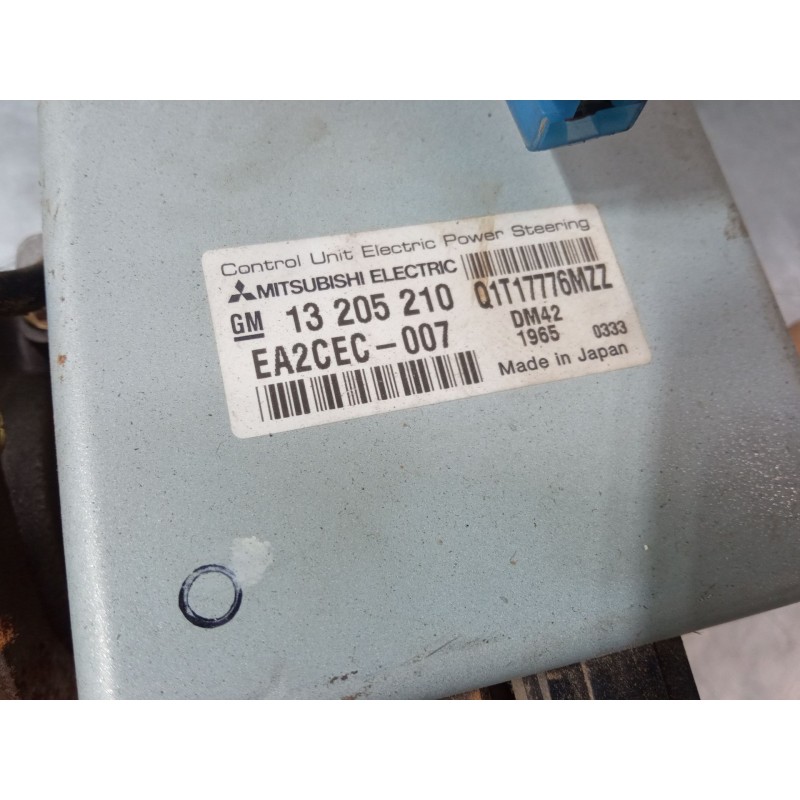 Control Unit Electric Power Steering
MITSUBISHI ELECTRIC
GM 13 205 210 Q1T17776MZZ
EA2CEC-007 DM42
1965 0333
Made in Japan